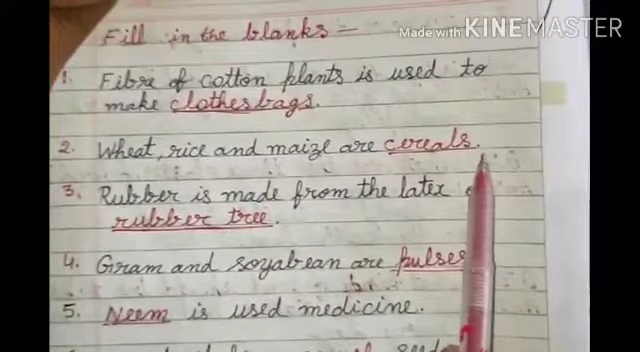 Made with KINEMASTER
Fill in the blanks –
1. Fibre of cotton plants is used to
make clothesbags.
2. Wheat, rice and maize are cereals.
3. Rubber is made from the latex
rubber tree.
4. Gram and soyabean are pulses
5. Neem is used medicine.